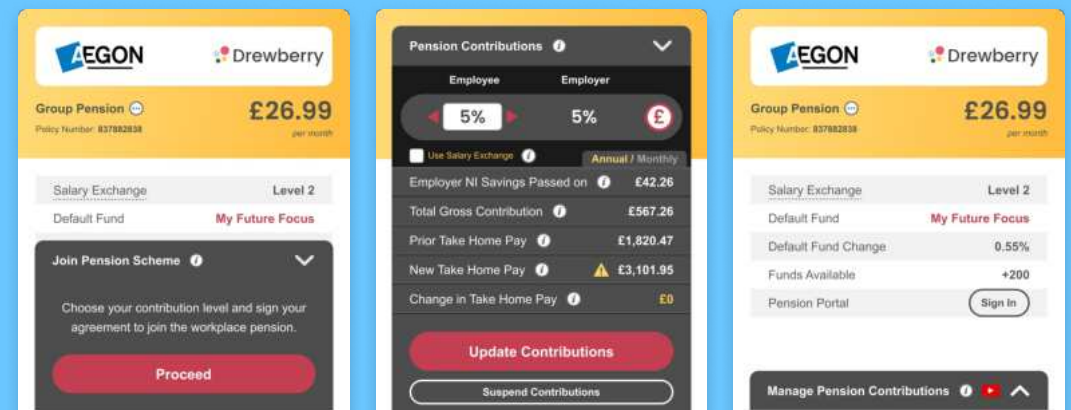 AEGON
Drewberry
Group Pension
£26.99
Policy Number: 837882838
per month
Salary Exchange Level 2
Default Fund My Future Focus
Join Pension Scheme i
Choose your contribution level and sign your
agreement to join the workplace pension.
Proceed
Pension Contributions i
Employee Employer
5% 5% £
Use Salary Exchange i
Annual / Monthly
Employer NI Savings Passed on i £42.26
Total Gross Contribution i £567.26
Prior Take Home Pay i £1,820.47
New Take Home Pay i £3,101.95
Change in Take Home Pay i £0
Update Contributions
Suspend Contributions
AEGON
Drewberry
Group Pension
£26.99
Policy Number: 837882838
per month
Salary Exchange Level 2
Default Fund My Future Focus
Default Fund Change 0.55%
Funds Available +200
Pension Portal Sign In
Manage Pension Contributions i